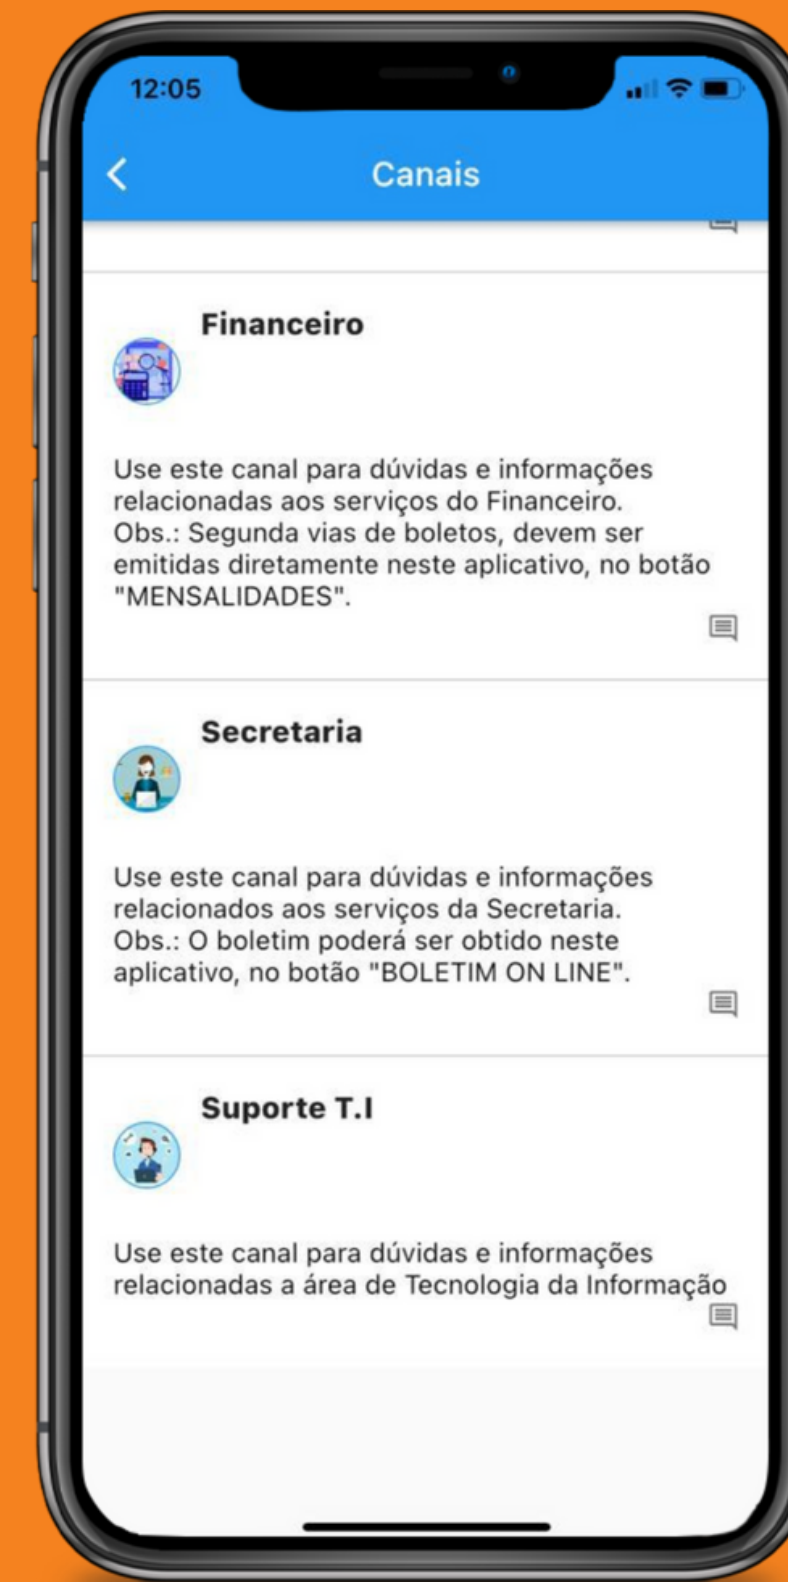 12:05
Canais
Financeiro
Use este canal para dúvidas e informações
relacionadas aos serviços do Financeiro.
Obs.: Segunda vias de boletos, devem ser
emitidas diretamente neste aplicativo, no botão
"MENSALIDADES".
Secretaria
Use este canal para dúvidas e informações
relacionados aos serviços da Secretaria.
Obs.: O boletim poderá ser obtido neste
aplicativo, no botão "BOLETIM ON LINE".
Suporte T.I
Use este canal para dúvidas e informações
relacionadas a área de Tecnologia da Informação